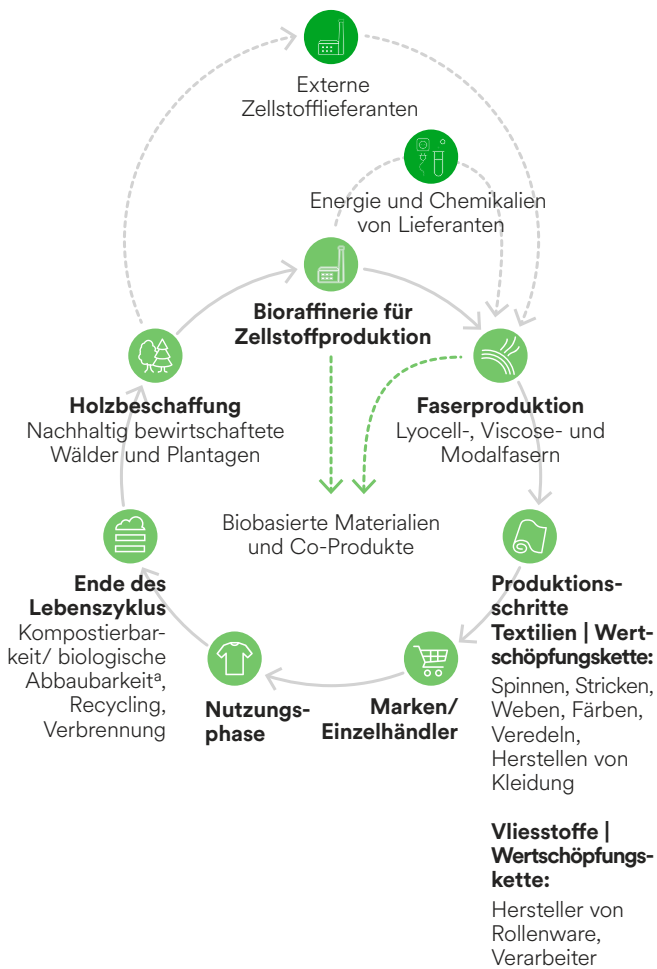 Externe
Zellstofflieferanten
Energie und Chemikalien
von Lieferanten
Bioraffinerie für
Zellstoffproduktion
Holzbeschaffung
Nachhaltig bewirtschaftete
Wälder und Plantagen
Faserproduktion
Lyocell-, Viscose- und
Modalfasern
Biobasierte Materialien
und Co-Produkte
Ende des
Lebenszyklus
Kompostierbar-
keit/ biologische
Abbaubarkeitª,
Recycling,
Verbrennung
Nutzungs-
phase
Marken/
Einzelhändler
Produktions-
schritte
Textilien | Wert-
schöpfungskette:
Spinnen, Stricken,
Weben, Färben,
Veredeln,
Herstellen von
Kleidung
Vliesstoffe |
Wertschöpfungs-
kette:
Hersteller von
Rollenware,
Verarbeiter